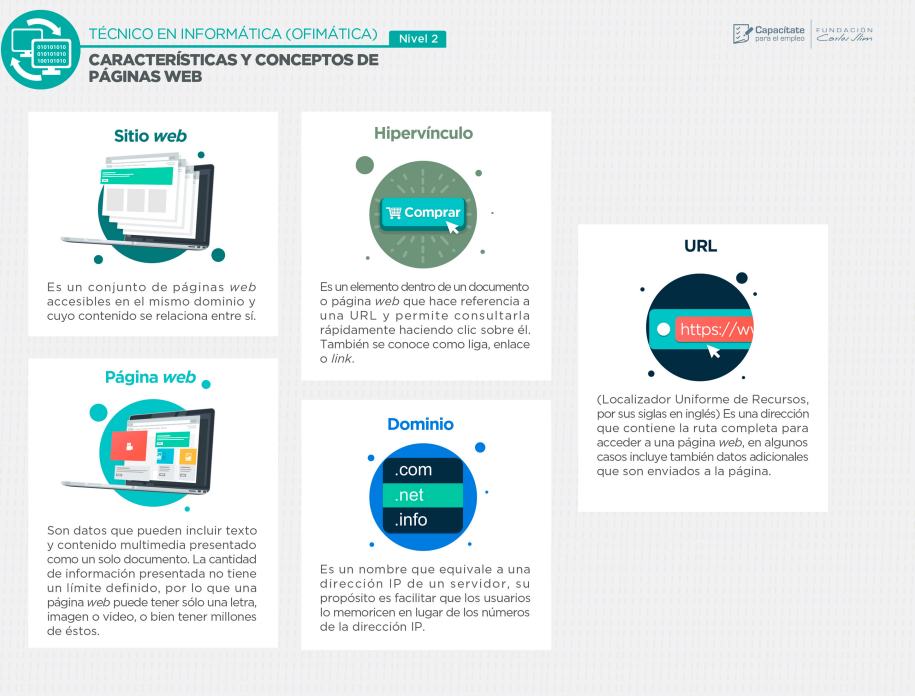 TÉCNICO EN INFORMÁTICA (OFIMÁTICA) Nivel 2
CARACTERÍSTICAS Y CONCEPTOS DE
PÁGINAS WEB
010101010
010101010
100101010
Capacítate
para el empleo
FUNDACIÓN
Carlos Slim
Sitio web
Es un conjunto de páginas web
accesibles en el mismo dominio y
cuyo contenido se relaciona entre sí.
Página web
Son datos que pueden incluir texto
y contenido multimedia presentado
como un solo documento. La cantidad
de información presentada no tiene
un límite definido, por lo que una
página web puede tener sólo una letra,
imagen o video, o bien tener millones
de éstos.
Hipervínculo
Comprar
Es un elemento dentro de un documento
o página web que hace referencia a
una URL y permite consultarla
rápidamente haciendo clic sobre él.
También se conoce como liga, enlace
o link.
Dominio
.com
.net
.info
Es un nombre que equivale a una
dirección IP de un servidor, su
propósito es facilitar que los usuarios
lo memoricen en lugar de los números
de la dirección IP.
URL
https://ww
(Localizador Uniforme de Recursos,
por sus siglas en inglés) Es una dirección
que contiene la ruta completa para
acceder a una página web, en algunos
casos incluye también datos adicionales
que son enviados a la página.